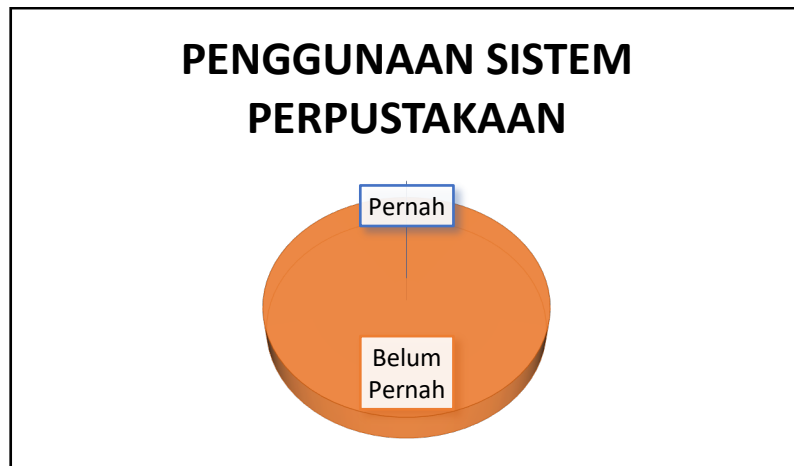 PENGGUNAAN SISTEM
PERPUSTAKAAN
Pernah
Belum
Pernah